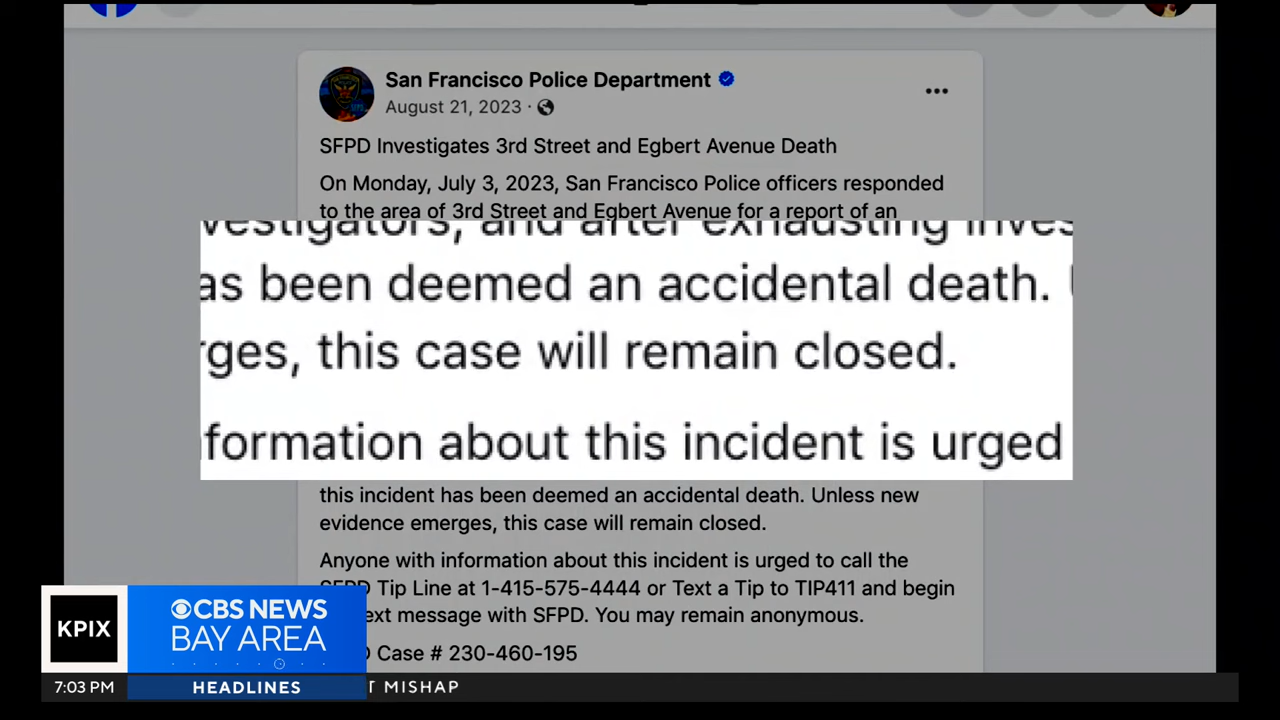 San Francisco Police Department
August 21, 2023 ·
SFPD Investigates 3rd Street and Egbert Avenue Death
On Monday, July 3, 2023, San Francisco Police officers responded
to the area of 3rd Street and Egbert Avenue for a report of an
vestigators, and after exhausting inves
as been deemed an accidental death.
rges, this case will remain closed.
formation about this incident is urged
this incident has been deemed an accidental death. Unless new
evidence emerges, this case will remain closed.
Anyone with information about this incident is urged to call the
SFPD Tip Line at 1-415-575-4444 or Text a Tip to TIP411 and begin
ext message with SFPD. You may remain anonymous.
D Case # 230-460-195
KPIX
CBS NEWS
BAY AREA
7:03 PM
HEADLINES
T MISHAP